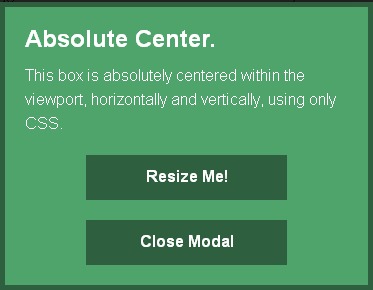 Absolute Center.
This box is absolutely centered within the
viewport, horizontally and vertically, using only
CSS.
Resize Me!
Close Modal